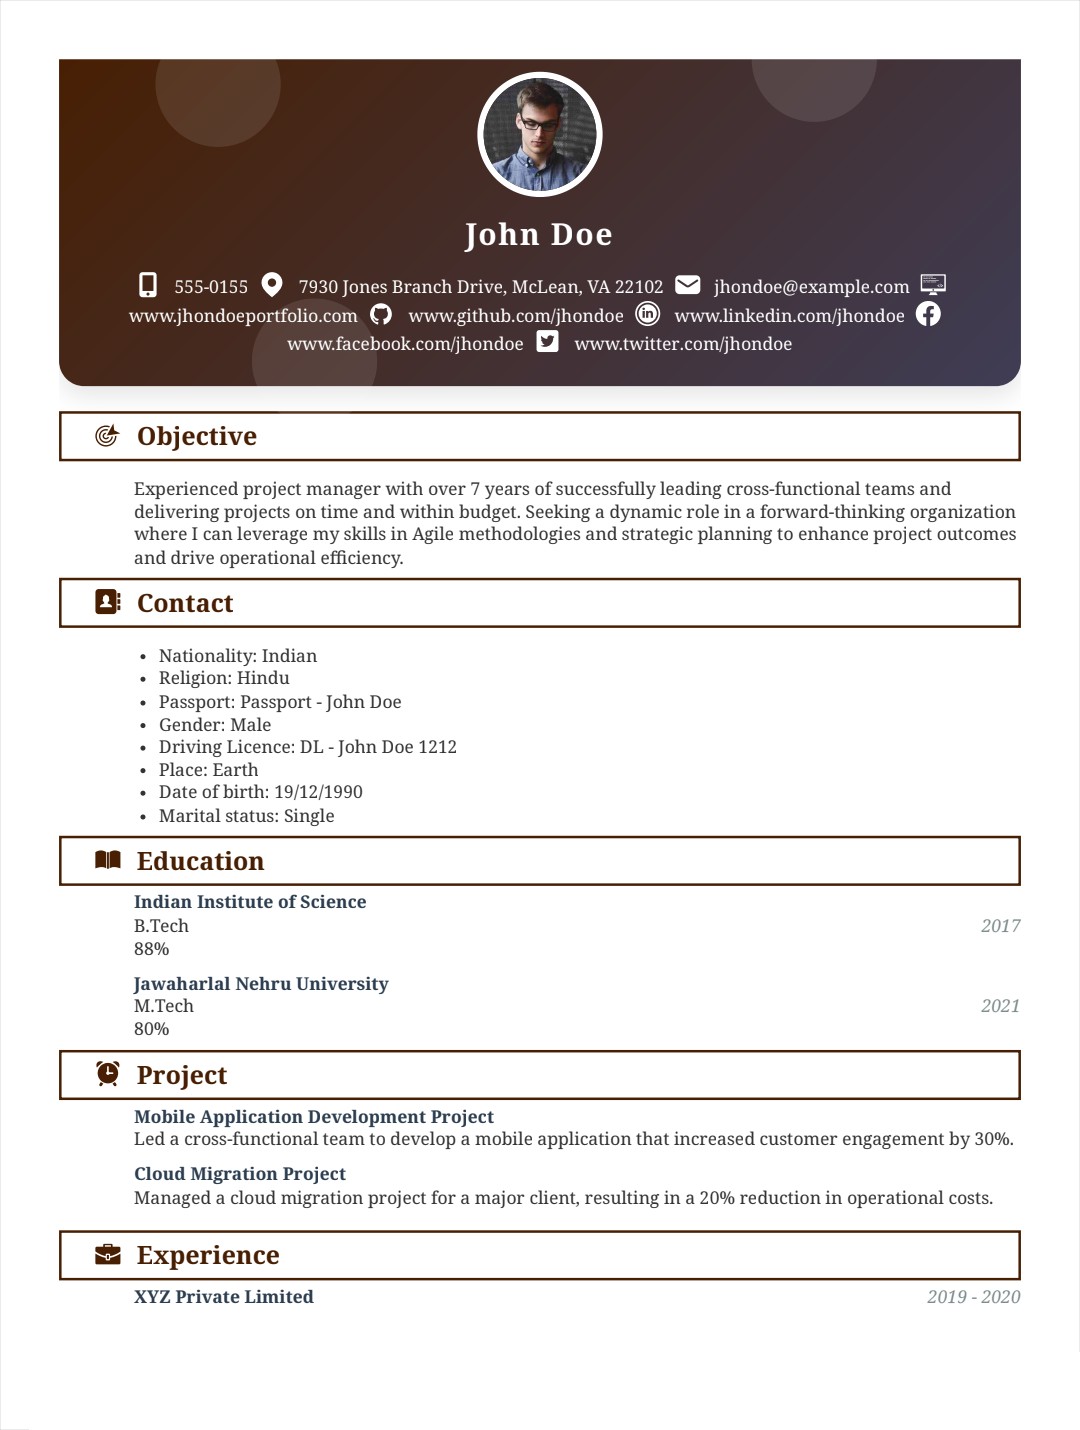 John Doe
555-0155 7930 Jones Branch Drive, McLean, VA 22102 jhondoe@example.com
www.jhondoeportfolio.com www.github.com/jhondoe www.linkedin.com/jhondoe
www.facebook.com/jhondoe www.twitter.com/jhondoe
Objective
Experienced project manager with over 7 years of successfully leading cross-functional teams and
delivering projects on time and within budget. Seeking a dynamic role in a forward-thinking organization
where I can leverage my skills in Agile methodologies and strategic planning to enhance project outcomes
and drive operational efficiency.
Contact
• Nationality: Indian
• Religion: Hindu
• Passport: Passport - John Doe
• Gender: Male
• Driving Licence: DL - John Doe 1212
• Place: Earth
• Date of birth: 19/12/1990
• Marital status: Single
Education
Indian Institute of Science
B.Tech 2017
88%
Jawaharlal Nehru University
M.Tech 2021
80%
Project
Mobile Application Development Project
Led a cross-functional team to develop a mobile application that increased customer engagement by 30%.
Cloud Migration Project
Managed a cloud migration project for a major client, resulting in a 20% reduction in operational costs.
Experience
XYZ Private Limited 2019 - 2020